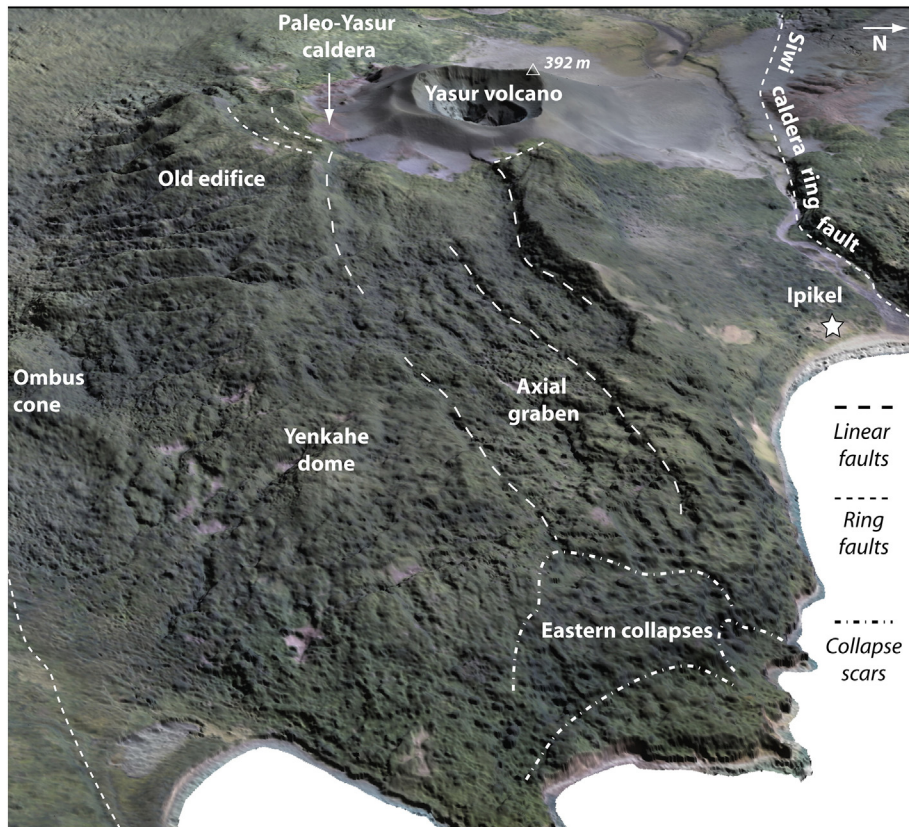 Paleo-Yasur
caldera
392 m
N
Yasur volcano
Siwi caldera ring fault
Old edifice
Ipikel
Ombus
cone
Axial
graben
Yenkahe
dome
Linear
faults
Ring
faults
Eastern collapses
Collapse
scars